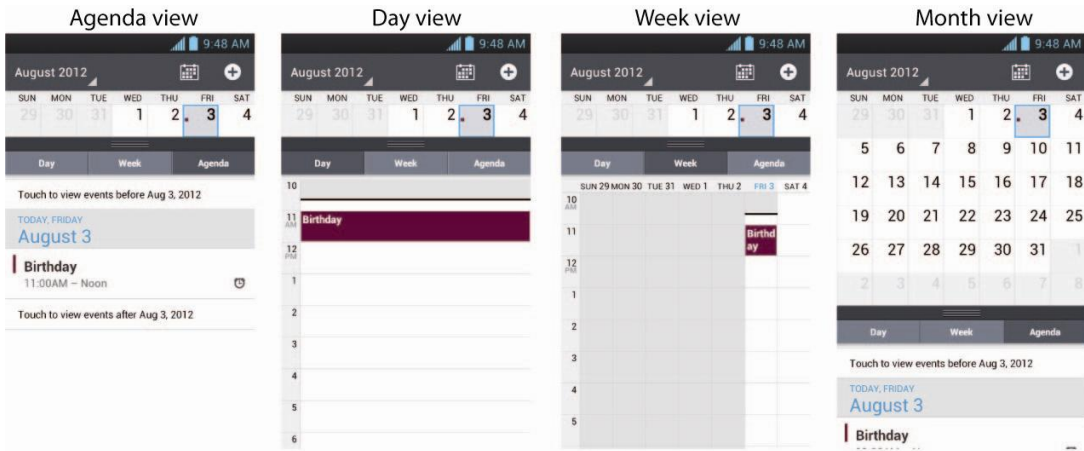 Agenda view
9:48 AM
August 2012
SUN MON TUE WED THU FRI SAT
29 30 31 1 2 3 4
Day Week Agenda
Touch to view events before Aug 3, 2012
TODAY, FRIDAY
August 3
Birthday
11:00AM – Noon
Touch to view events after Aug 3, 2012
Day view
9:48 AM
August 2012
SUN MON TUE WED THU FRI SAT
29 30 31 1 2 3 4
Day Week Agenda
10
11 Birthday
AM
12
PM
1
2
3
4
5
6
Week view
9:48 AM
August 2012
SUN MON TUE WED THU FRI SAT
29 30 31 1 2 3 4
Day Week Agenda
SUN 29 MON 30 TUE 31 WED 1 THU 2 FRI 3 SAT 4
10
AM
11 Birthd
ay
12
PM
1
2
3
4
5
Month view
9:48 AM
August 2012
SUN MON TUE WED THU FRI SAT
29 30 31 1 2 3 4
5 6 7 8 9 10 11
12 13 14 15 16 17 18
19 20 21 22 23 24 25
26 27 28 29 30 31 1
2 3 4 5 6 7 8
Day Week Agenda
Touch to view events before Aug 3, 2012
TODAY, FRIDAY
August 3
Birthday